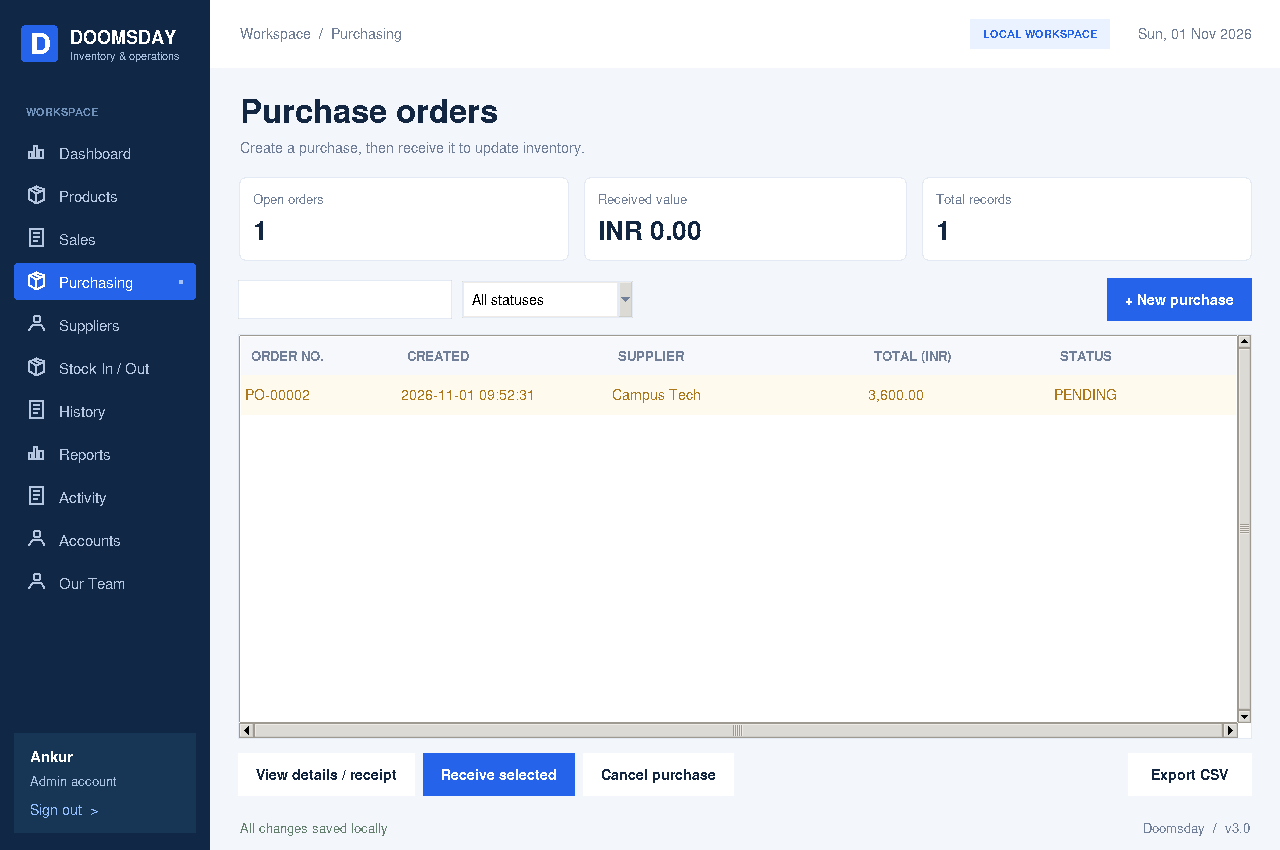 D
DOOMSDAY
Inventory & operations
WORKSPACE
Dashboard
Products
Sales
Purchasing
Suppliers
Stock In / Out
History
Reports
Activity
Accounts
Our Team
Ankur
Admin account
Sign out >
Workspace / Purchasing
LOCAL WORKSPACE
Sun, 01 Nov 2026
Purchase orders
Create a purchase, then receive it to update inventory.
Open orders
1
Received value
INR 0.00
Total records
1
All statuses
+ New purchase
ORDER NO. CREATED SUPPLIER TOTAL (INR) STATUS
PO-00002 2026-11-01 09:52:31 Campus Tech 3,600.00 PENDING
View details / receipt
Receive selected
Cancel purchase
Export CSV
All changes saved locally
Doomsday / v3.0